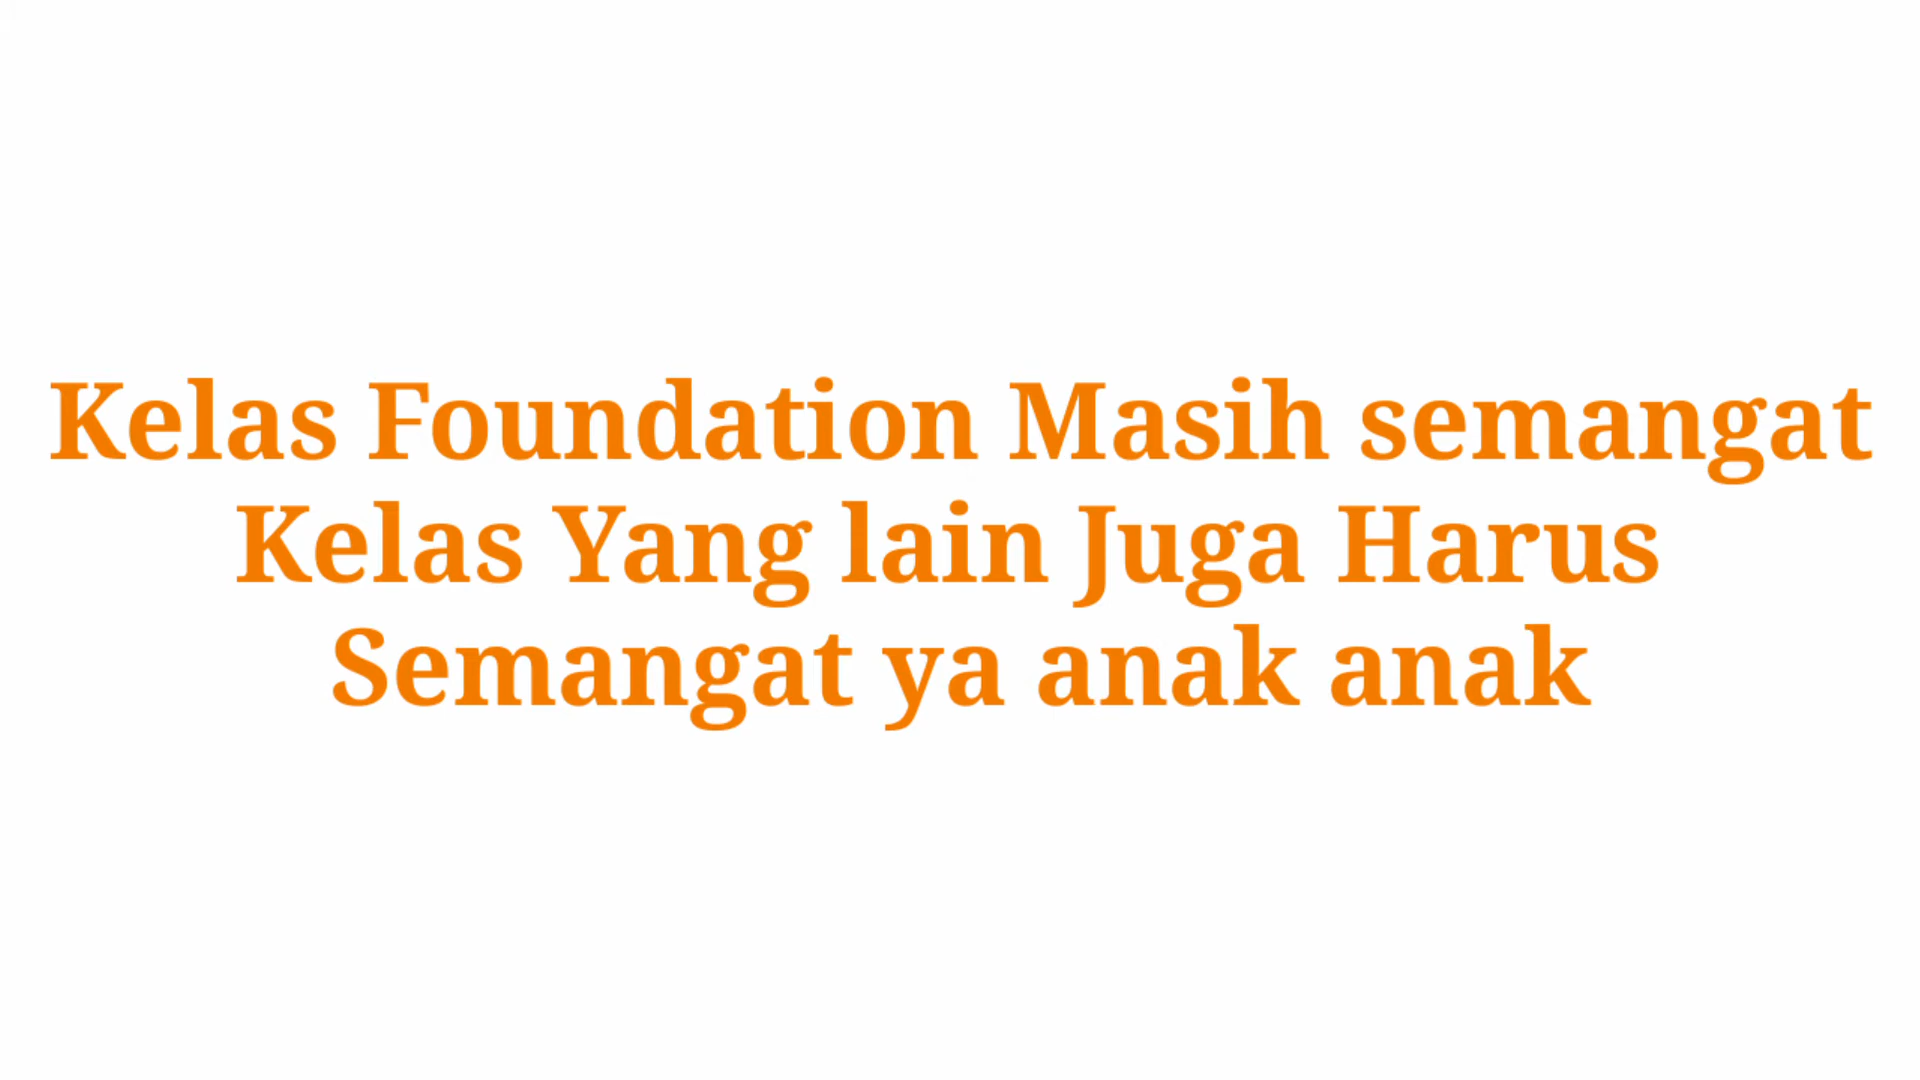 Kelas Foundation Masih semangat
Kelas Yang lain Juga Harus
Semangat ya anak anak